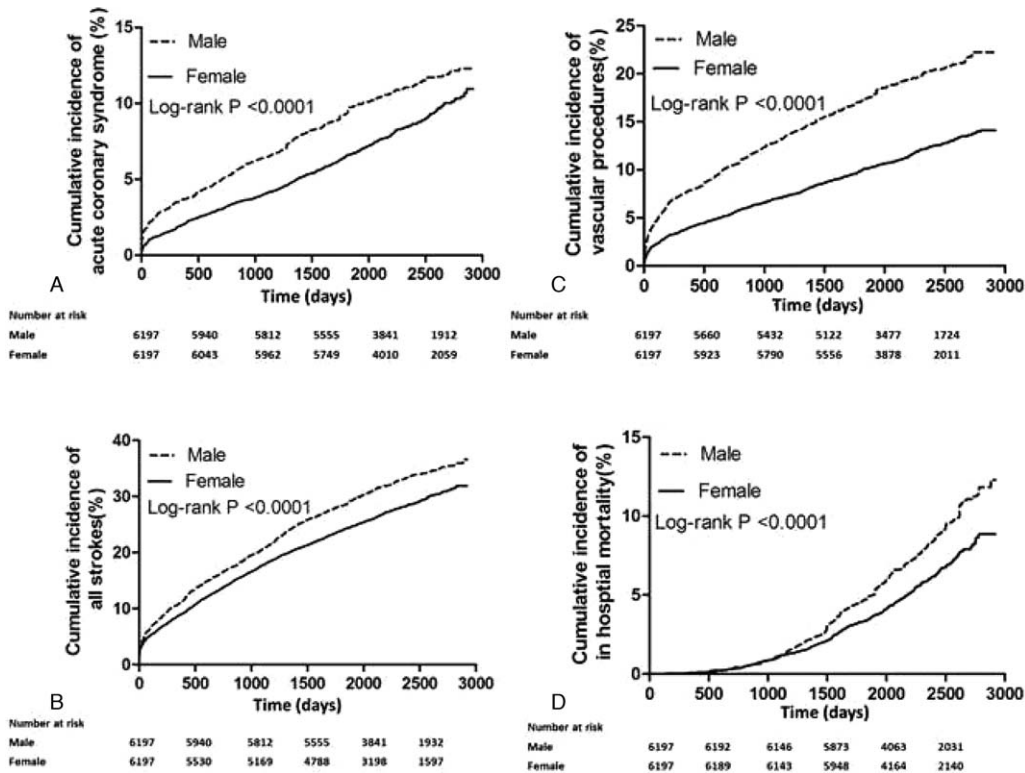 Cumulative incidence of
acute coronary syndrome (%)
15
10
5
0
Male
Female
Log-rank P <0.0001
0 500 1000 1500 2000 2500 3000
Time (days)
A
Number at risk
Male 6197 5940 5812 5555 3841 1912
Female 6197 6043 5962 5749 4010 2059
Cumulative incidence of
vascular procedures(%)
25
20
15
10
5
0
Male
Female
Log-rank P <0.0001
0 500 1000 1500 2000 2500 3000
Time (days)
C
Number at risk
Male 6197 5660 5432 5122 3477 1724
Female 6197 5923 5790 5556 3878 2011
Cumulative incidence of
all strokes(%)
40
30
20
10
0
Male
Female
Log-rank P <0.0001
0 500 1000 1500 2000 2500 3000
Time (days)
B
Number at risk
Male 6197 5940 5812 5555 3841 1932
Female 6197 5530 5169 4788 3198 1597
Cumulative incidence of
in hosptial mortality(%)
15
10
5
0
Male
Female
Log-rank P <0.0001
0 500 1000 1500 2000 2500 3000
Time (days)
D
Number at risk
Male 6197 6192 6146 5873 4063 2031
Female 6197 6189 6143 5948 4164 2140